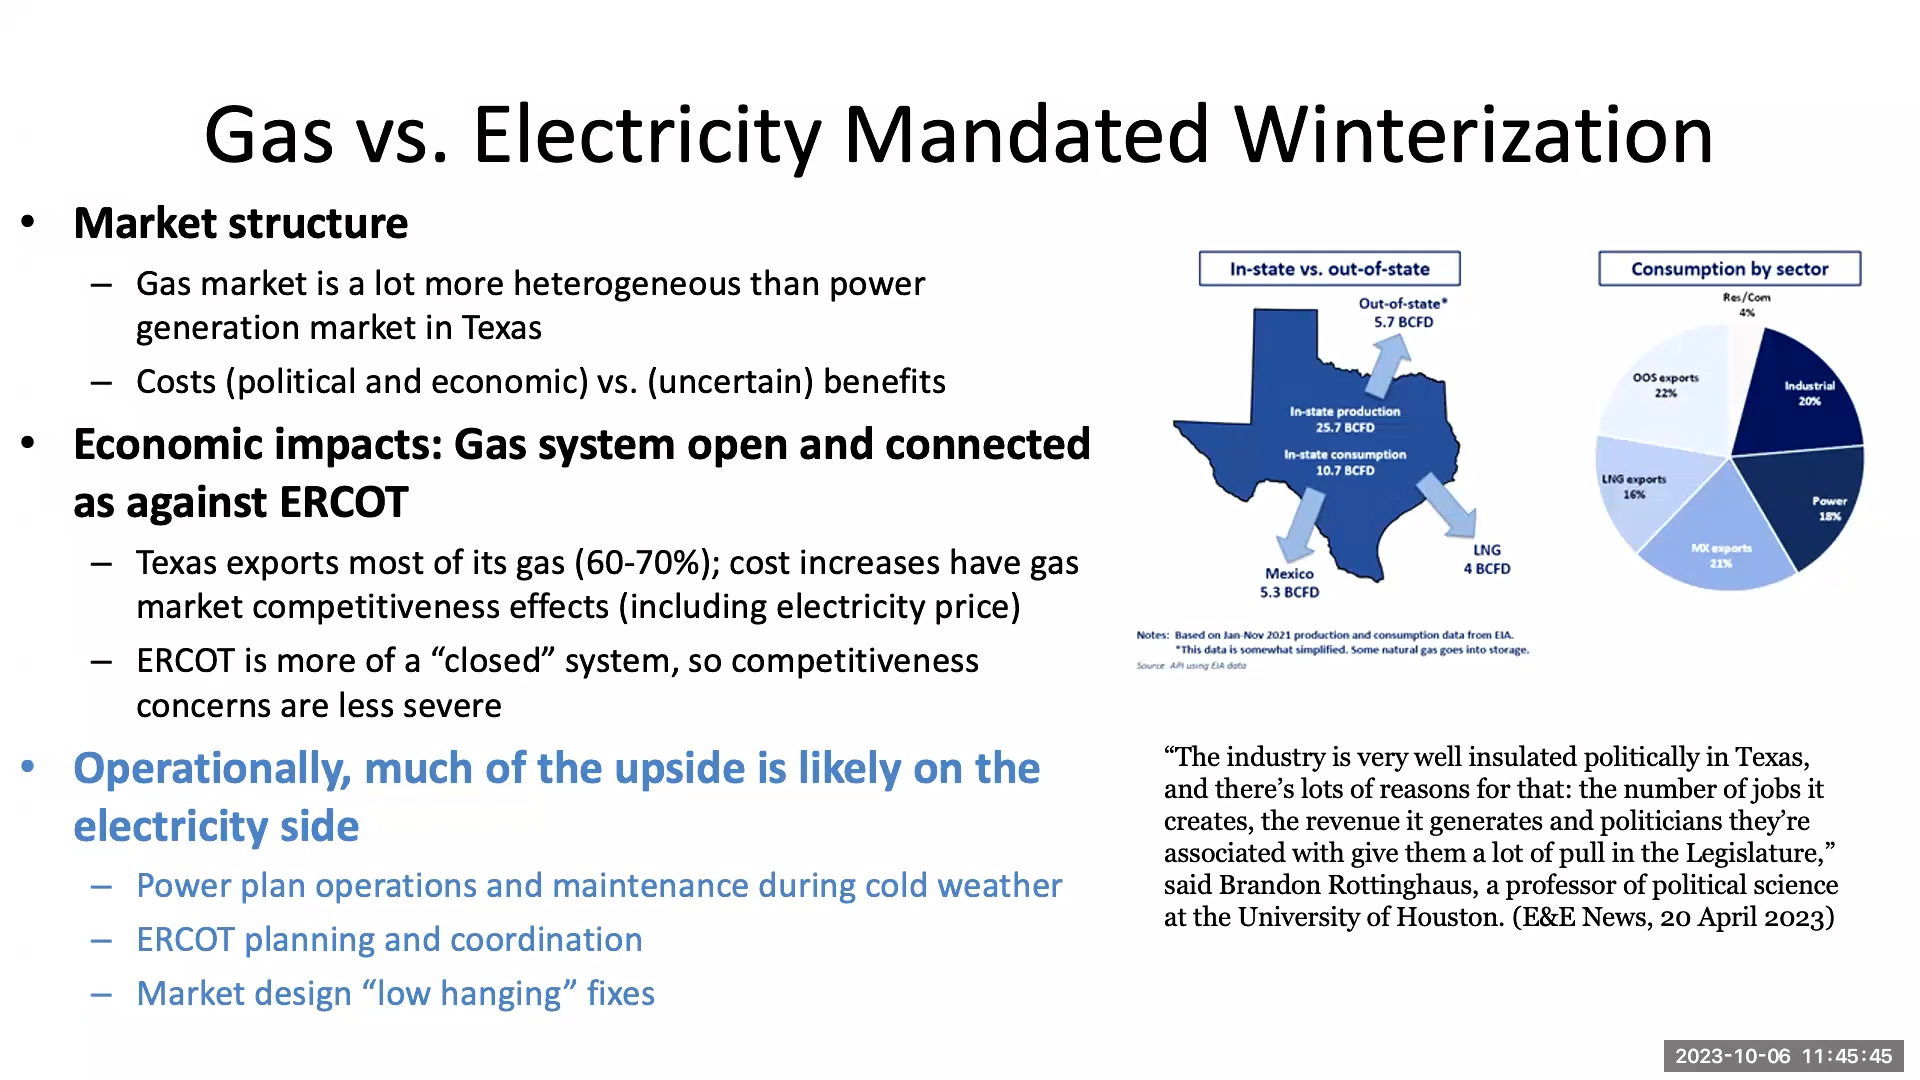 Gas vs. Electricity Mandated Winterization
• Market structure
– Gas market is a lot more heterogeneous than power
generation market in Texas
– Costs (political and economic) vs. (uncertain) benefits
• Economic impacts: Gas system open and connected
as against ERCOT
– Texas exports most of its gas (60-70%); cost increases have gas
market competitiveness effects (including electricity price)
– ERCOT is more of a “closed” system, so competitiveness
concerns are less severe
• Operationally, much of the upside is likely on the
electricity side
– Power plan operations and maintenance during cold weather
– ERCOT planning and coordination
– Market design “low hanging” fixes
In-state vs. out-of-state
Out-of-state*
5.7 BCFD
In-state production
25.7 BCFD
In-state consumption
10.7 BCFD
Mexico
5.3 BCFD
LNG
4 BCFD
Notes: Based on Jan-Nov 2021 production and consumption data from EIA.
*This data is somewhat simplified. Some natural gas goes into storage.
Source: API using EIA data
Consumption by sector
Res/Com
4%
OOS exports
22%
Industrial
20%
LNG exports
16%
Power
18%
MX exports
21%
“The industry is very well insulated politically in Texas,
and there’s lots of reasons for that: the number of jobs it
creates, the revenue it generates and politicians they’re
associated with give them a lot of pull in the Legislature,”
said Brandon Rottinghaus, a professor of political science
at the University of Houston. (E&E News, 20 April 2023)
2023-10-06 11:45:45